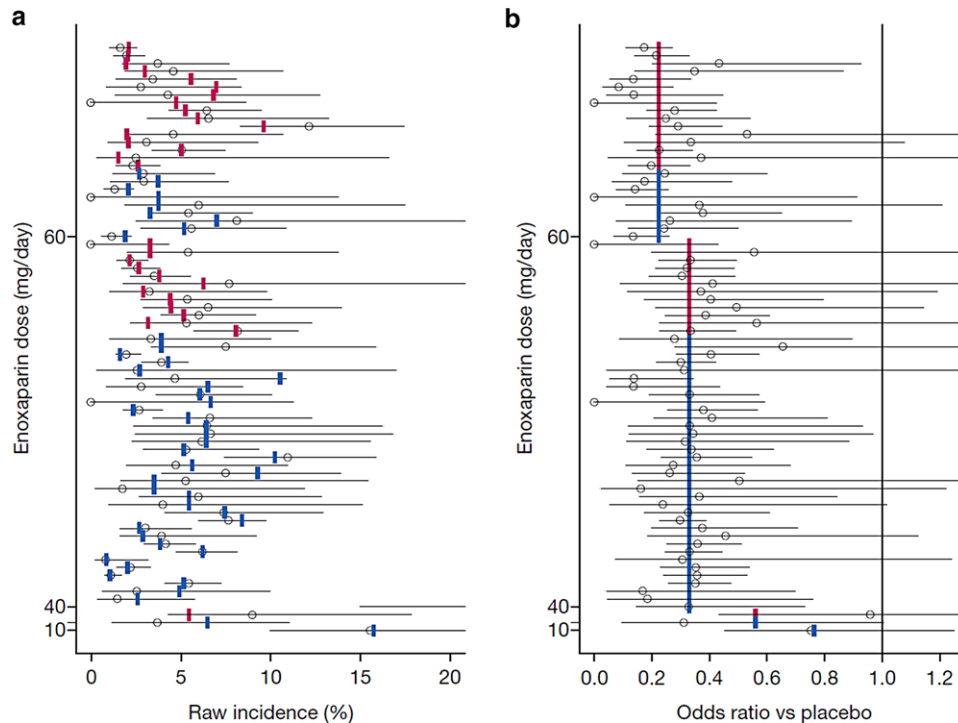 a
Enoxaparin dose (mg/day)
60
40
10
0 5 10 15 20
Raw incidence (%)
b
Enoxaparin dose (mg/day)
60
40
10
0.0 0.2 0.4 0.6 0.8 1.0 1.2
Odds ratio vs placebo